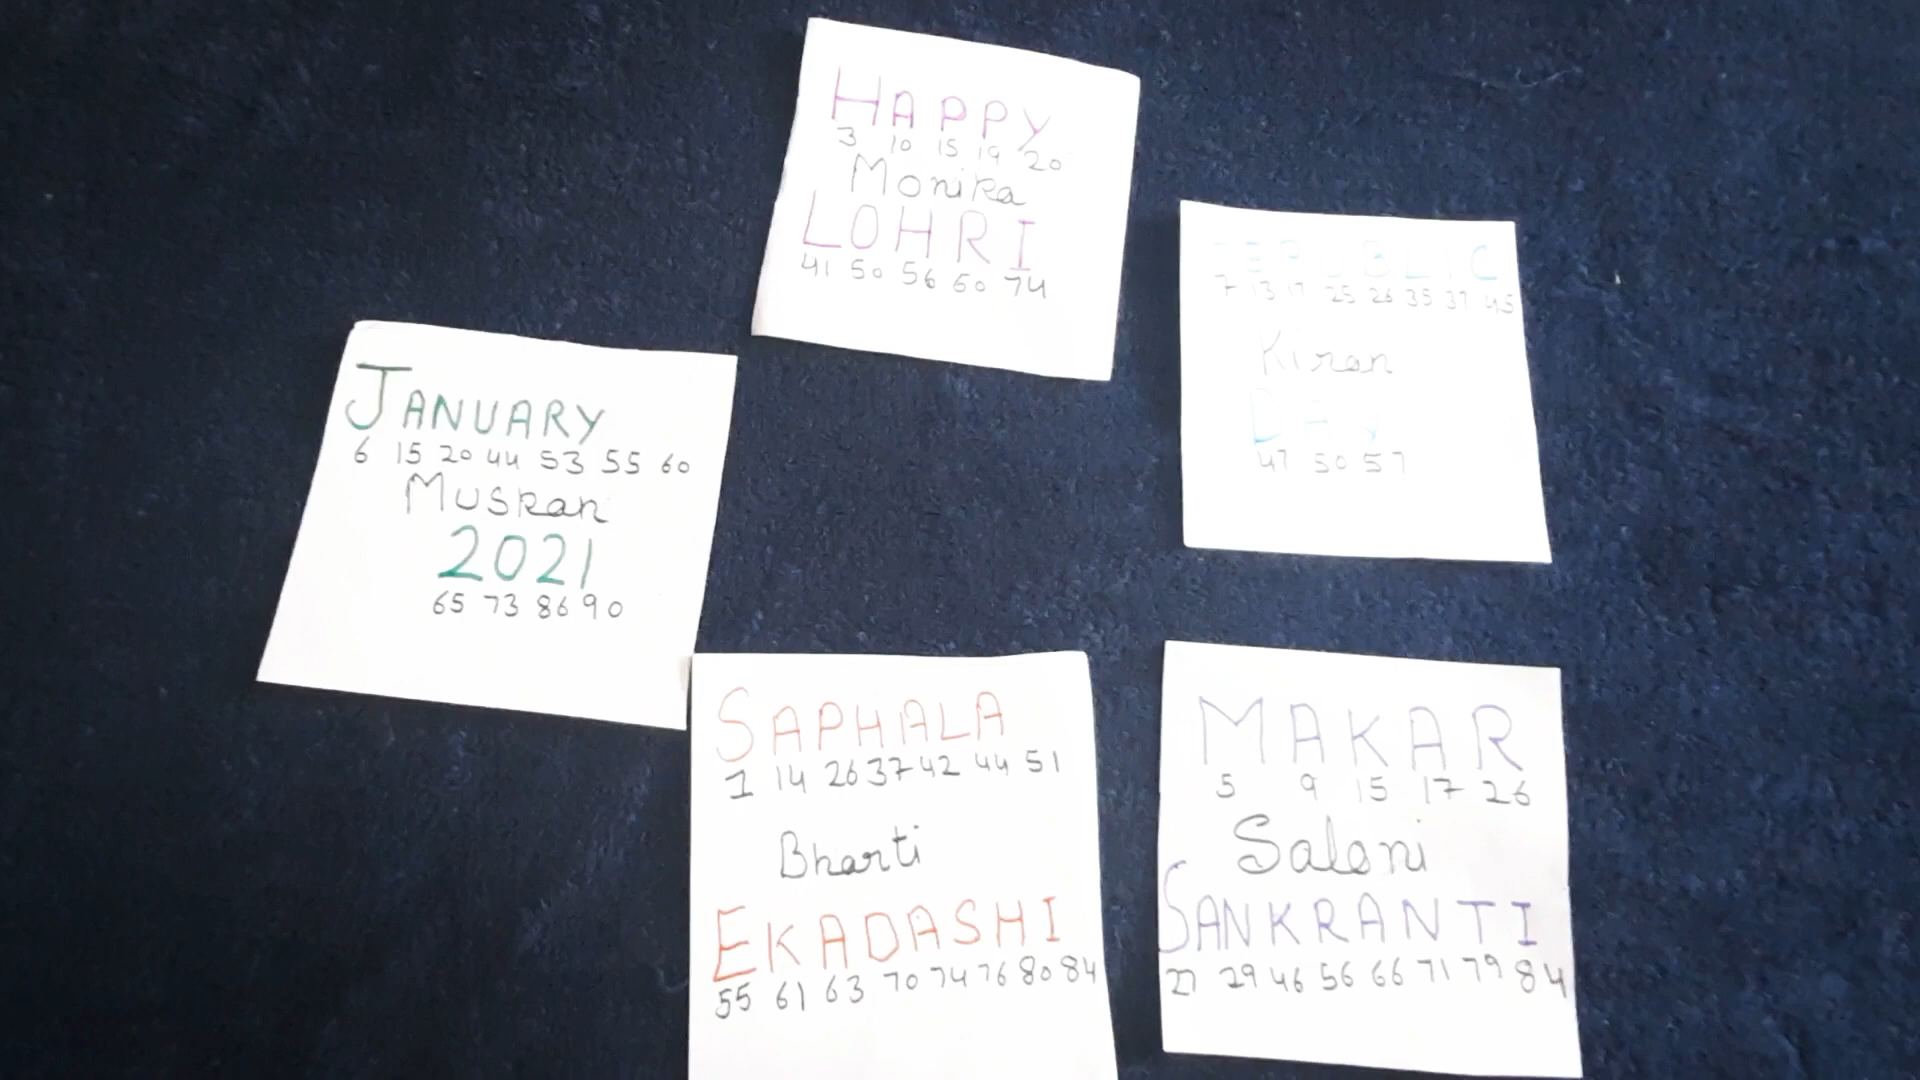 HAPPY
3 10 15 19 20
Monika
LOHRI
41 50 56 60 74
REPUBLIC
7 13 17 25 26 35 37 45
Kiran
DAY
47 50 57
JANUARY
6 15 20 44 53 55 60
Muskan
2021
65 73 86 90
SAPHALA
1 14 26 37 42 44 51
Bharti
EKADASHI
55 61 63 70 74 76 80 84
MAKAR
5 9 15 17 26
Saloni
SANKRANTI
27 29 46 56 66 71 79 84